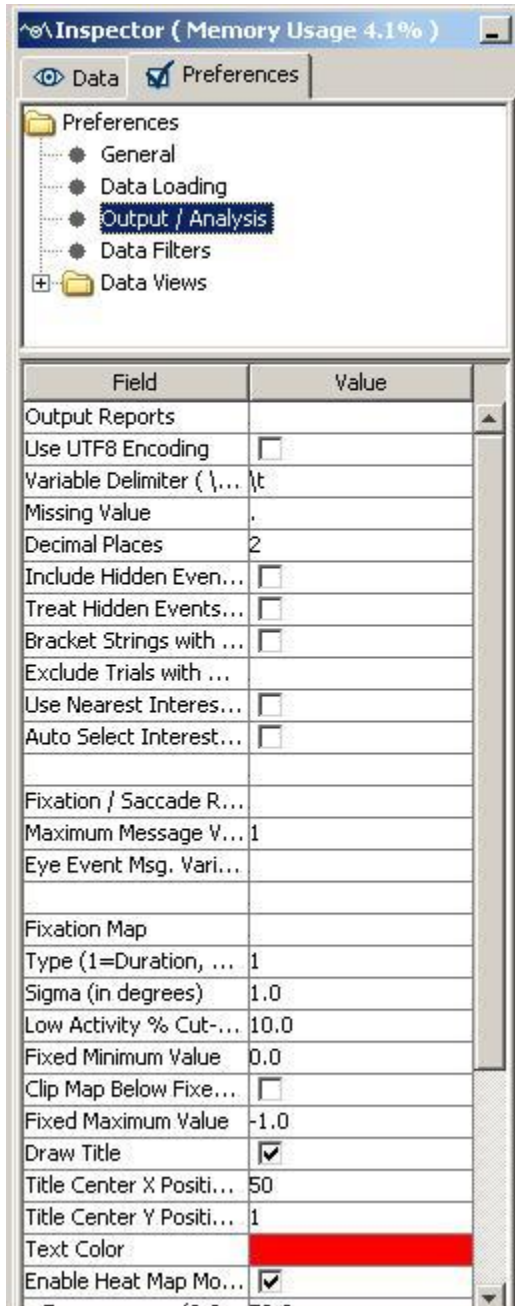 Inspector ( Memory Usage 4.1% )
Data Preferences
Preferences
General
Data Loading
Output / Analysis
Data Filters
Data Views
Field Value
Output Reports
Use UTF8 Encoding
Variable Delimiter ( \... \t
Missing Value .
Decimal Places 2
Include Hidden Even...
Treat Hidden Events...
Bracket Strings with ...
Exclude Trials with ...
Use Nearest Interes...
Auto Select Interest...
Fixation / Saccade R...
Maximum Message V... 1
Eye Event Msg. Vari...
Fixation Map
Type (1=Duration, ... 1
Sigma (in degrees) 1.0
Low Activity % Cut-... 10.0
Fixed Minimum Value 0.0
Clip Map Below Fixe...
Fixed Maximum Value -1.0
Draw Title
Title Center X Positi... 50
Title Center Y Positi... 1
Text Color
Enable Heat Map Mo...